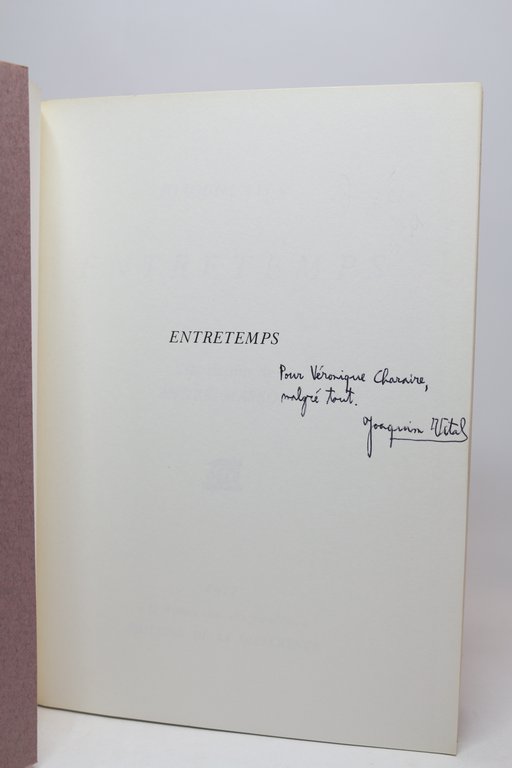 ENTRETEMPS
Pour Véronique Charaire,
malgré tout.
Joaquim Vital